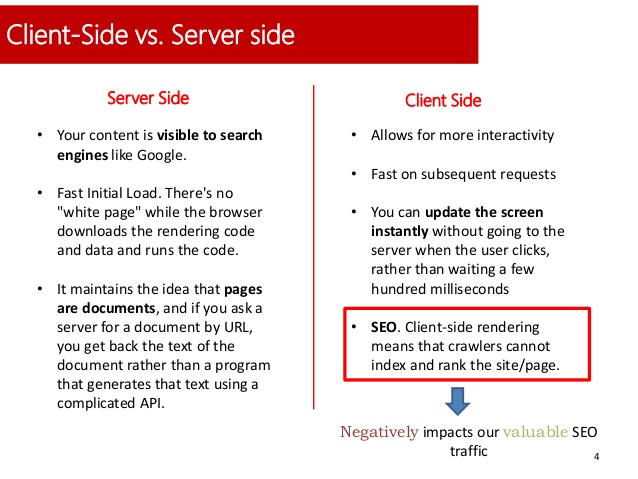 Client-Side vs. Server side
Server Side
• Your content is visible to search
engines like Google.
• Fast Initial Load. There's no
"white page" while the browser
downloads the rendering code
and data and runs the code.
• It maintains the idea that pages
are documents, and if you ask a
server for a document by URL,
you get back the text of the
document rather than a program
that generates that text using a
complicated API.
Client Side
• Allows for more interactivity
• Fast on subsequent requests
• You can update the screen
instantly without going to the
server when the user clicks,
rather than waiting a few
hundred milliseconds
• SEO. Client-side rendering
means that crawlers cannot
index and rank the site/page.
Negatively impacts our valuable SEO
traffic
4